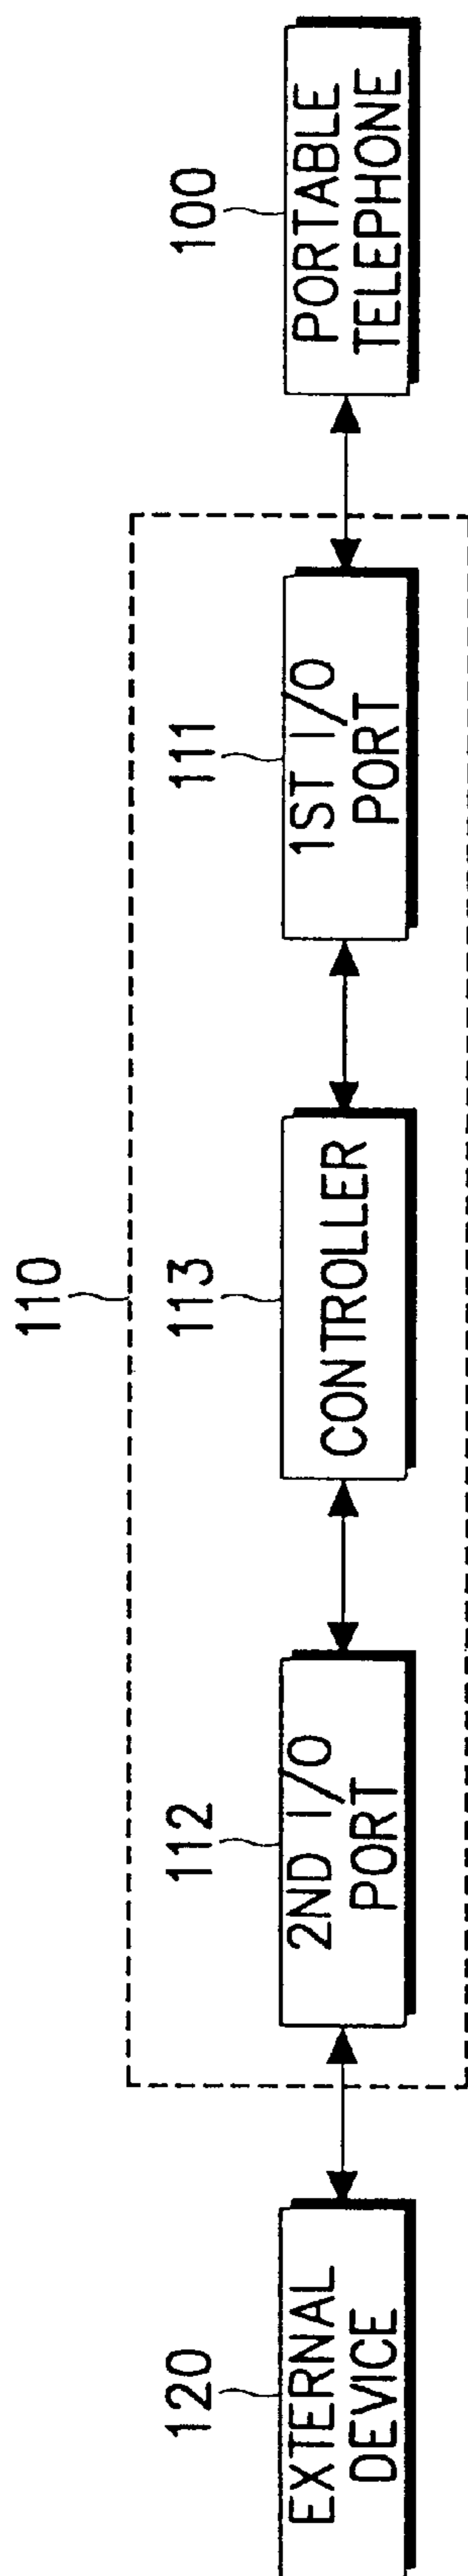 110
120
112
113
111
100
EXTERNAL
DEVICE
2ND I/O
PORT
CONTROLLER
1ST I/O
PORT
PORTABLE
TELEPHONE